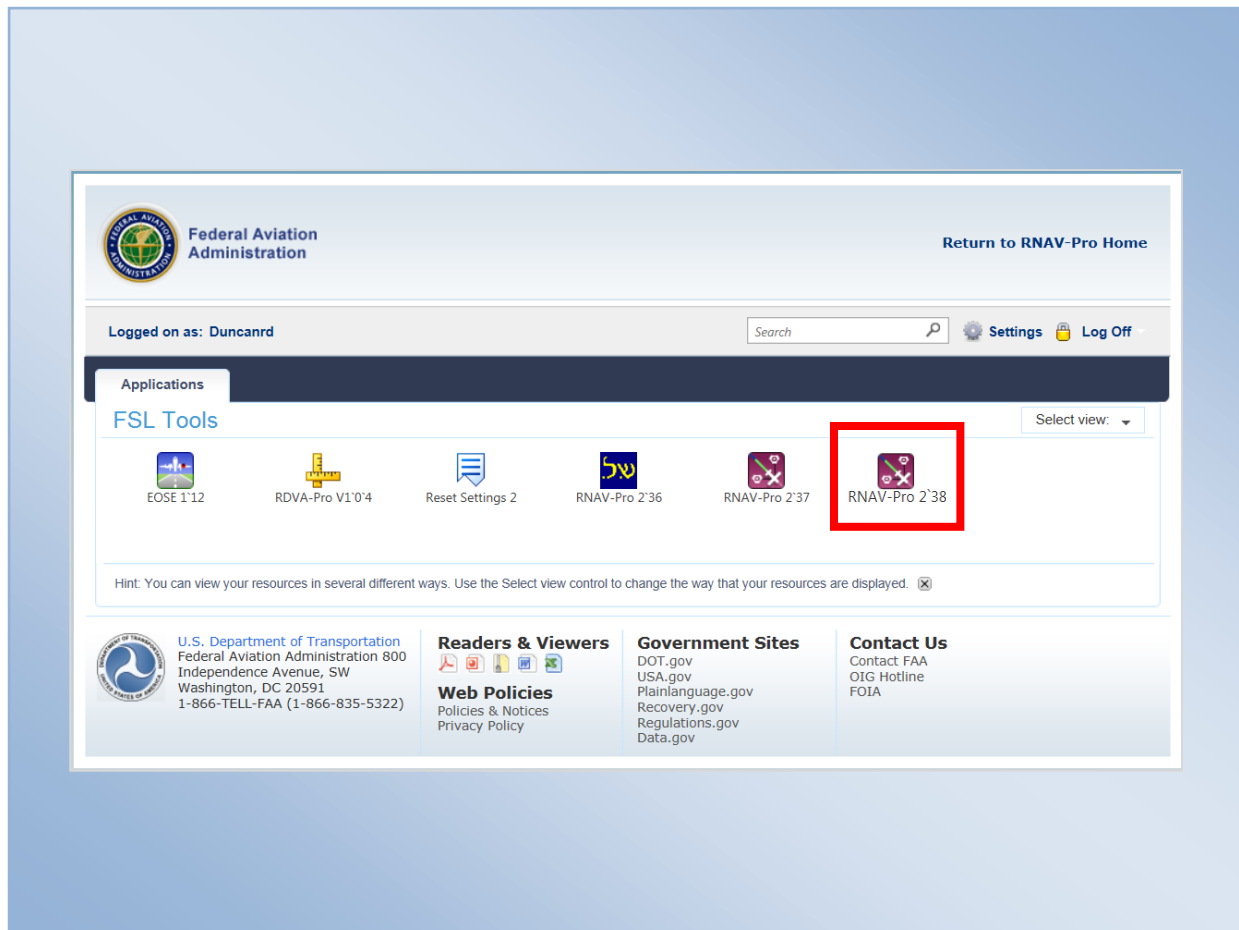 Federal Aviation
Administration
Return to RNAV-Pro Home
Logged on as: Duncanrd
Search
Settings
Log Off
Applications
FSL Tools
Select view:
של
EOSE 1`12
RDVA-Pro V1`0`4
Reset Settings 2
RNAV-Pro 2`36
RNAV-Pro 2`37
RNAV-Pro 2`38
Hint: You can view your resources in several different ways. Use the Select view control to change the way that your resources are displayed.
U.S. Department of Transportation
Federal Aviation Administration 800
Independence Avenue, SW
Washington, DC 20591
1-866-TELL-FAA (1-866-835-5322)
Readers & Viewers
Web Policies
Policies & Notices
Privacy Policy
Government Sites
DOT.gov
USA.gov
Plainlanguage.gov
Recovery.gov
Regulations.gov
Data.gov
Contact Us
Contact FAA
OIG Hotline
FOIA